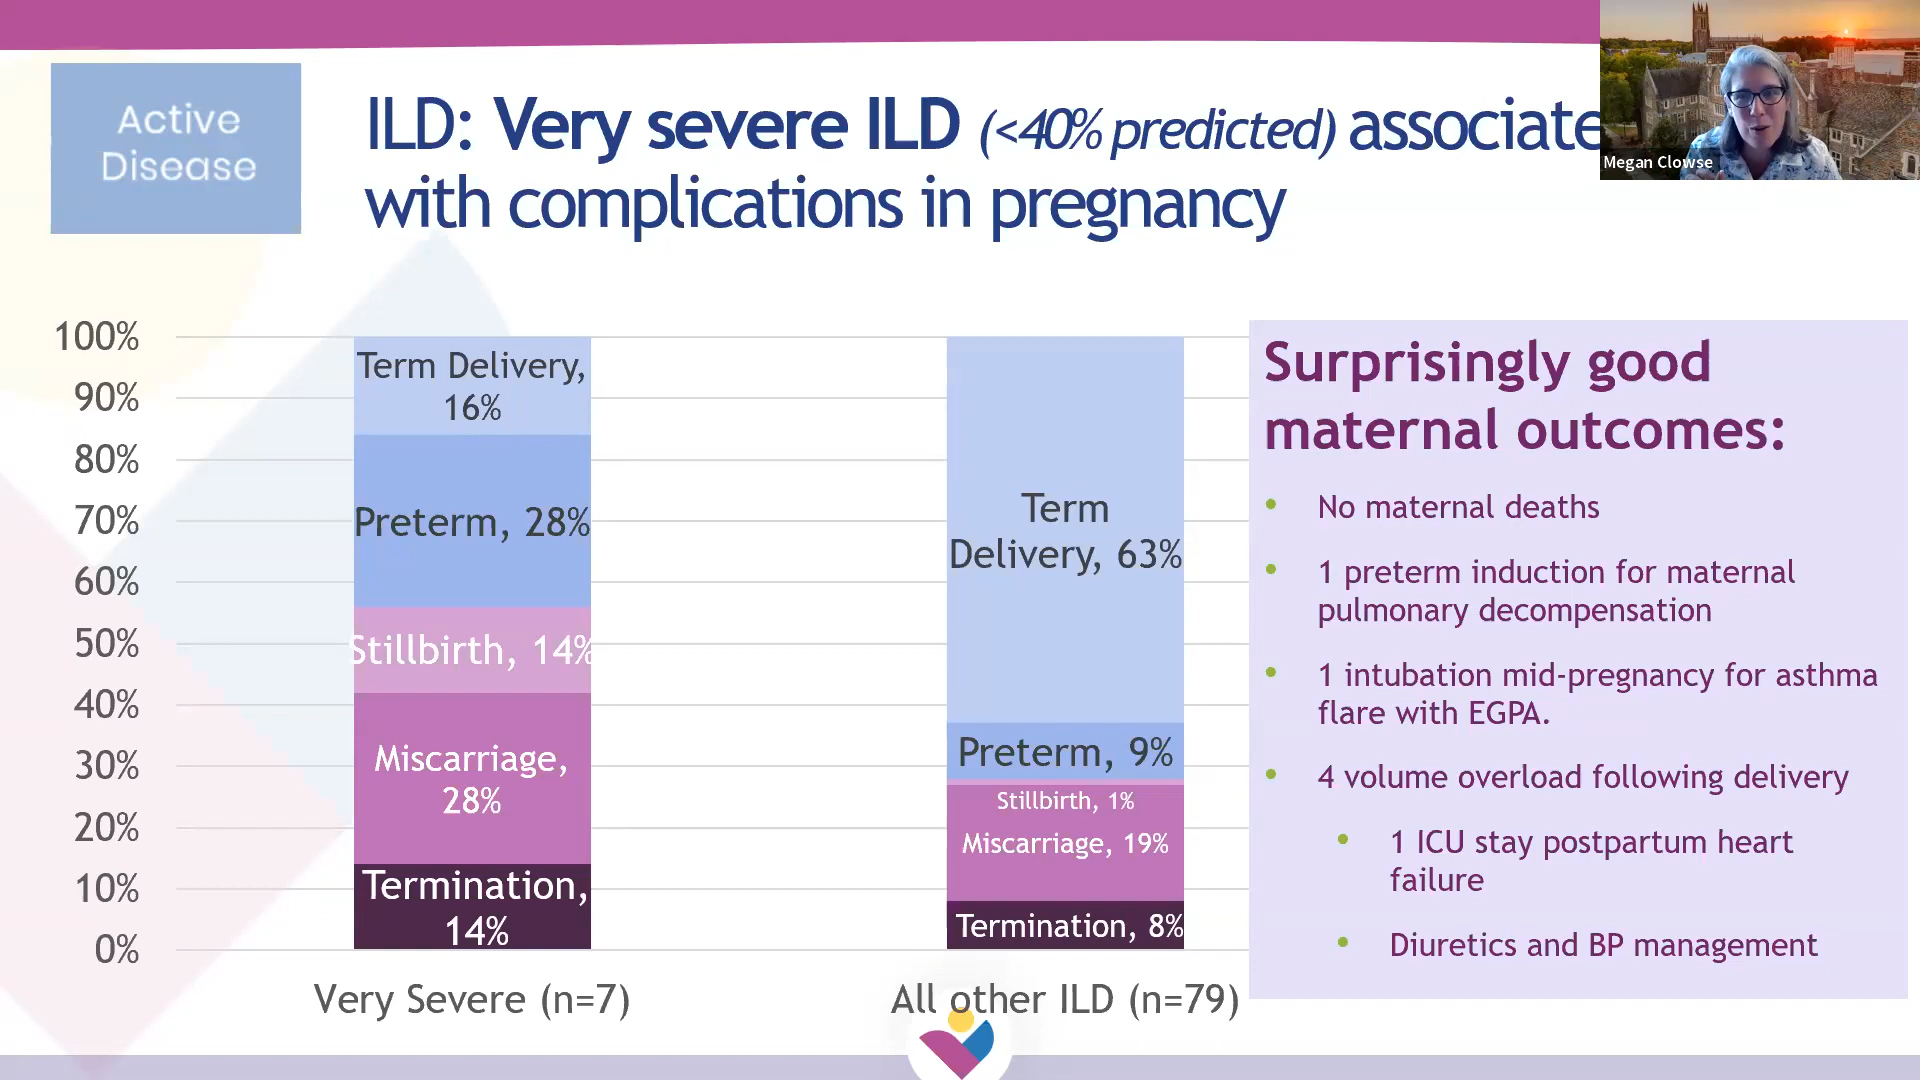 Active
Disease
ILD: Very severe ILD (<40% predicted) associate
with complications in pregnancy
Megan Clowse
100%
90%
80%
70%
60%
50%
40%
30%
20%
10%
0%
Term Delivery,
16%
Preterm, 28%
Stillbirth, 14%
Miscarriage,
28%
Termination,
14%
Very Severe (n=7)
Term
Delivery, 63%
Preterm, 9%
Stillbirth, 1%
Miscarriage, 19%
Termination, 8%
All other ILD (n=79)
Surprisingly good
maternal outcomes:
• No maternal deaths
• 1 preterm induction for maternal
pulmonary decompensation
• 1 intubation mid-pregnancy for asthma
flare with EGPA.
• 4 volume overload following delivery
• 1 ICU stay postpartum heart
failure
• Diuretics and BP management